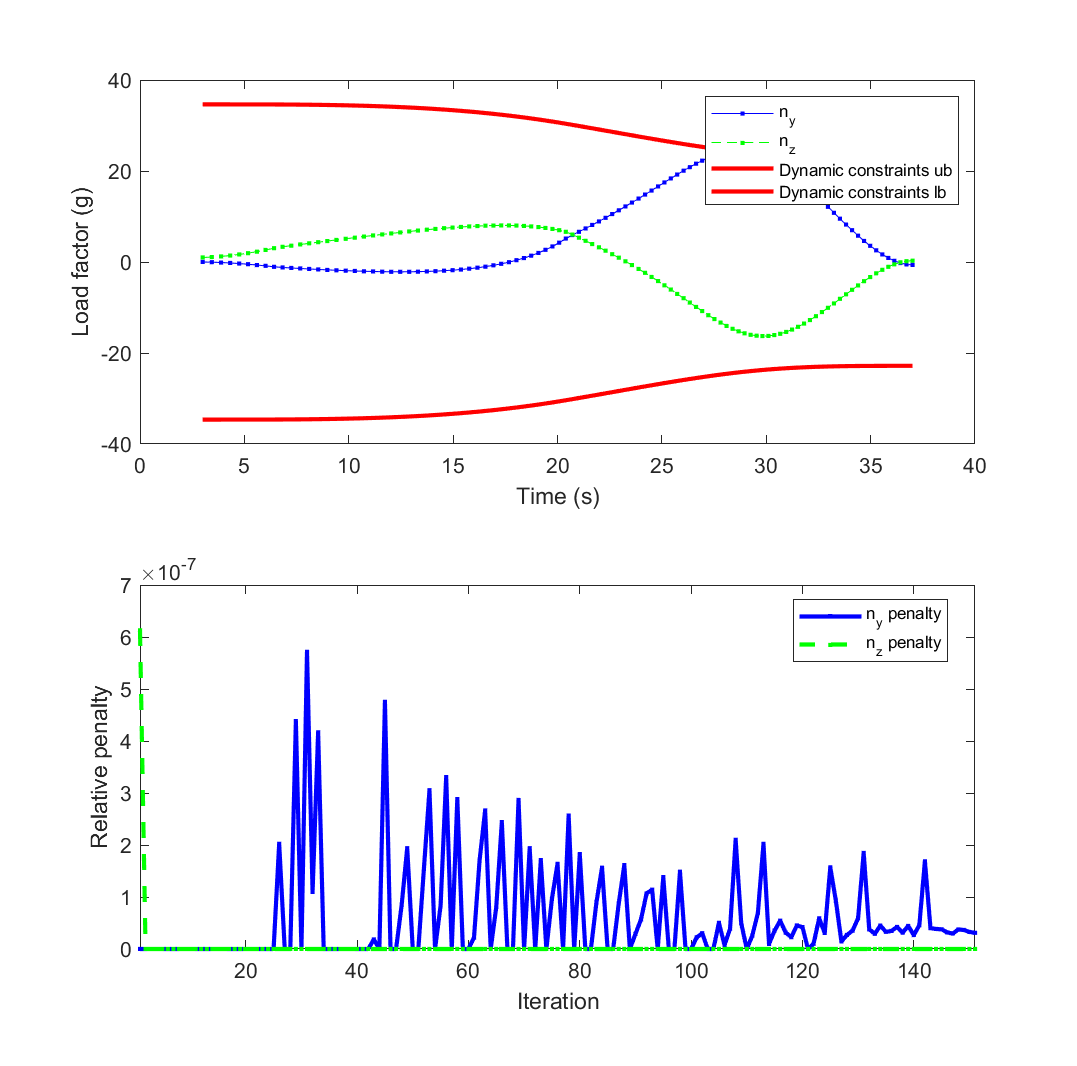 40
20
0
-20
-40
Load factor (g)
0 5 10 15 20 25 30 35 40
Time (s)
n_y
n_z
Dynamic constraints ub
Dynamic constraints lb
×10^-7
7
6
5
4
3
2
1
0
Relative penalty
20 40 60 80 100 120 140
Iteration
n_y penalty
n_z penalty